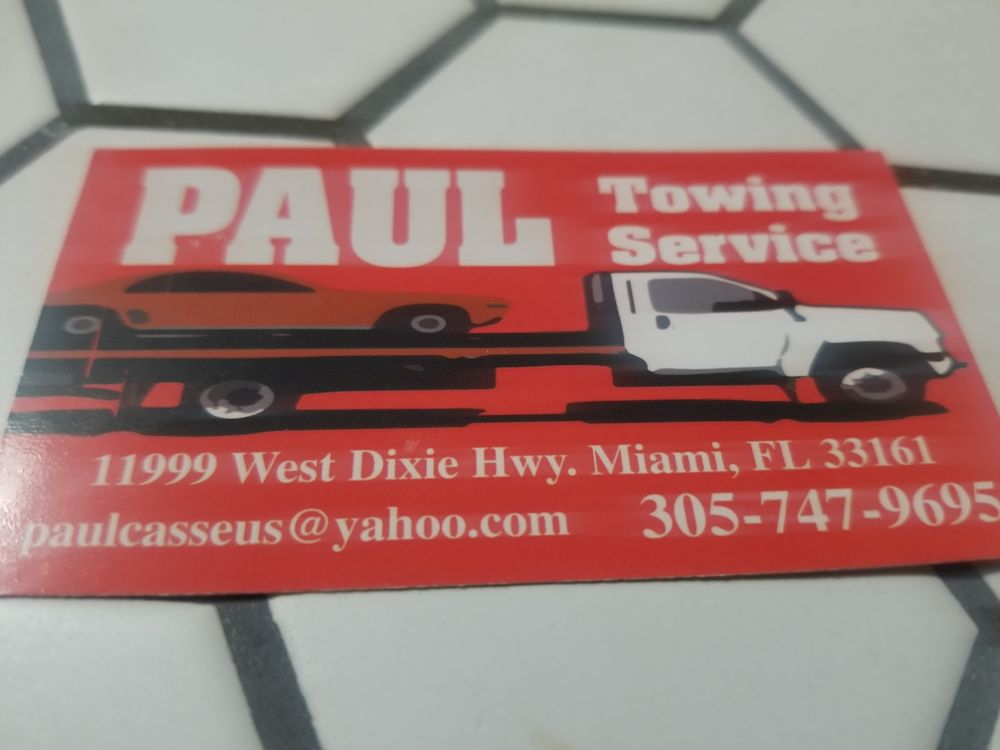 PAUL Towing Service
11999 West Dixie Hwy. Miami, FL 33161
paulcasseus@yahoo.com 305-747-9695